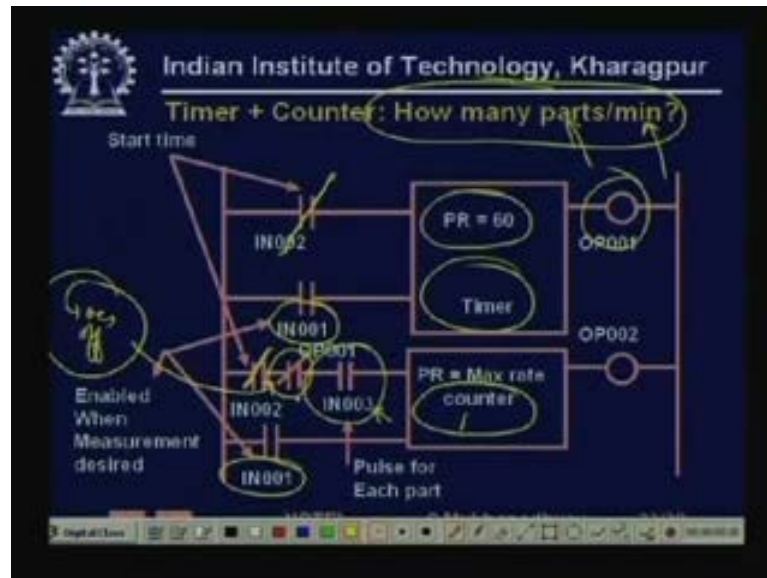 Indian Institute of Technology, Kharagpur
Timer + Counter: How many parts/min?
Start time
PR = 60
IN002
OP001
Timer
IN001
OP001
OP002
PR = Max rate
counter
Enabled
When
Measurement
desired
IN002
IN003
IN001
Pulse for
Each part